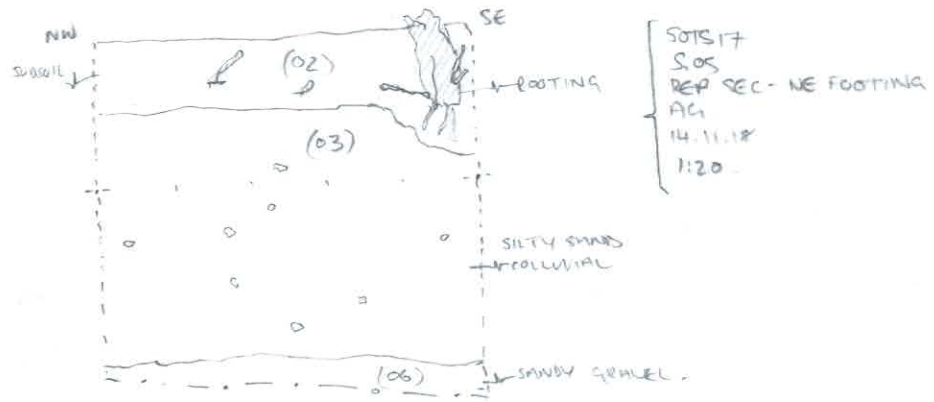 NW
SE
SUBSOIL
(02)
ROOTING
(03)
SILTY SAND
COLLUVIAL
(06)
SANDY GRAVEL.
SOTS17
S.05
REP SEC - NE FOOTING
AG
14.11.18
1:20